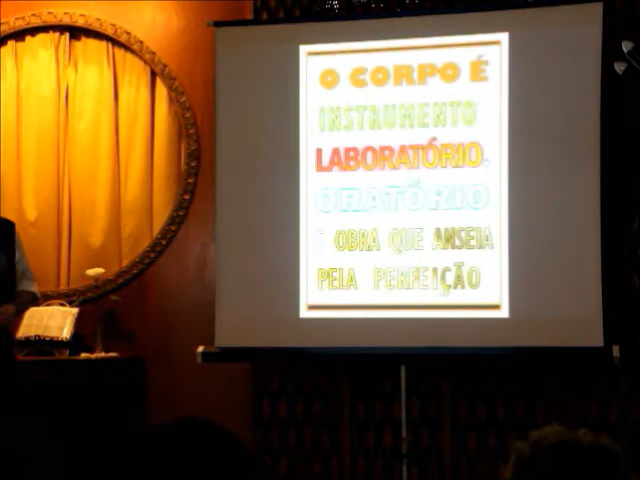 O CORPO É
INSTRUMENTO
LABORATÓRIO
ORATÓRIO
OBRA QUE ANSEIA
PELA PERFEIÇÃO